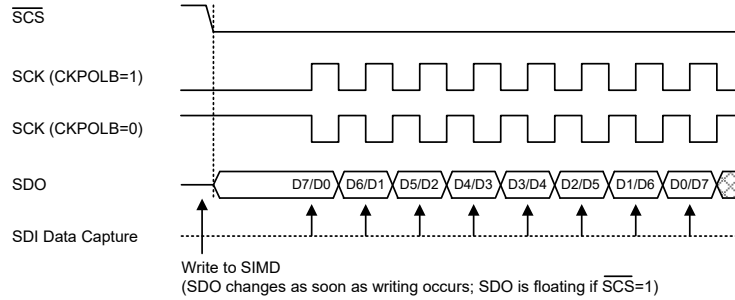 SCS
SCK (CKPOLB=1)
SCK (CKPOLB=0)
SDO D7/D0 D6/D1 D5/D2 D4/D3 D3/D4 D2/D5 D1/D6 D0/D7
SDI Data Capture
Write to SIMD
(SDO changes as soon as writing occurs; SDO is floating if SCS=1)